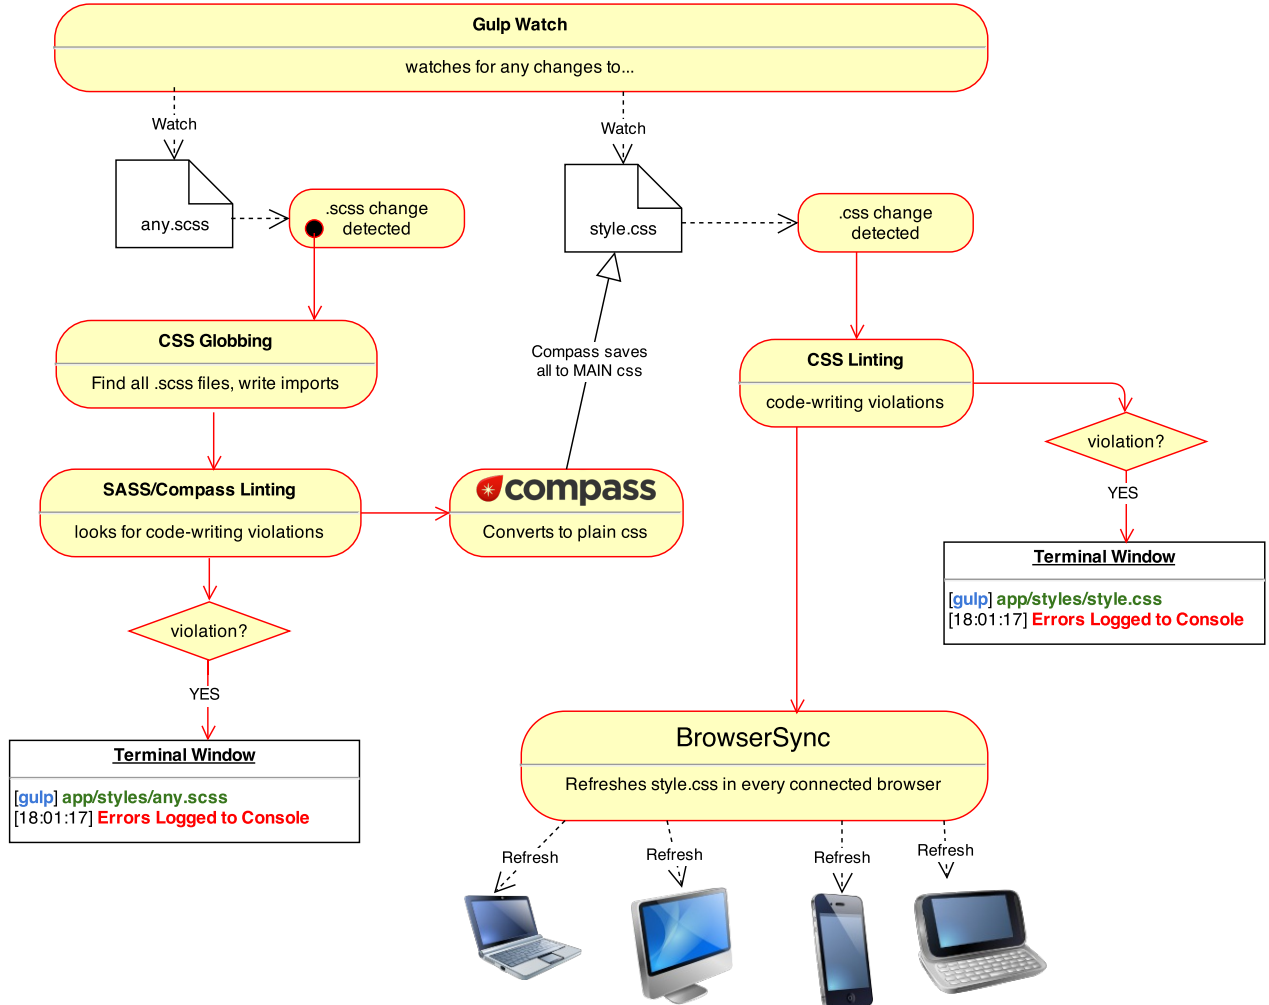 Gulp Watch
watches for any changes to...
Watch
Watch
any.scss
.scss change
detected
style.css
.css change
detected
CSS Globbing
Find all .scss files, write imports
Compass saves
all to MAIN css
CSS Linting
code-writing violations
violation?
YES
SASS/Compass Linting
looks for code-writing violations
compass
Converts to plain css
Terminal Window
[gulp] app/styles/style.css
[18:01:17] Errors Logged to Console
violation?
YES
Terminal Window
[gulp] app/styles/any.scss
[18:01:17] Errors Logged to Console
BrowserSync
Refreshes style.css in every connected browser
Refresh
Refresh
Refresh
Refresh